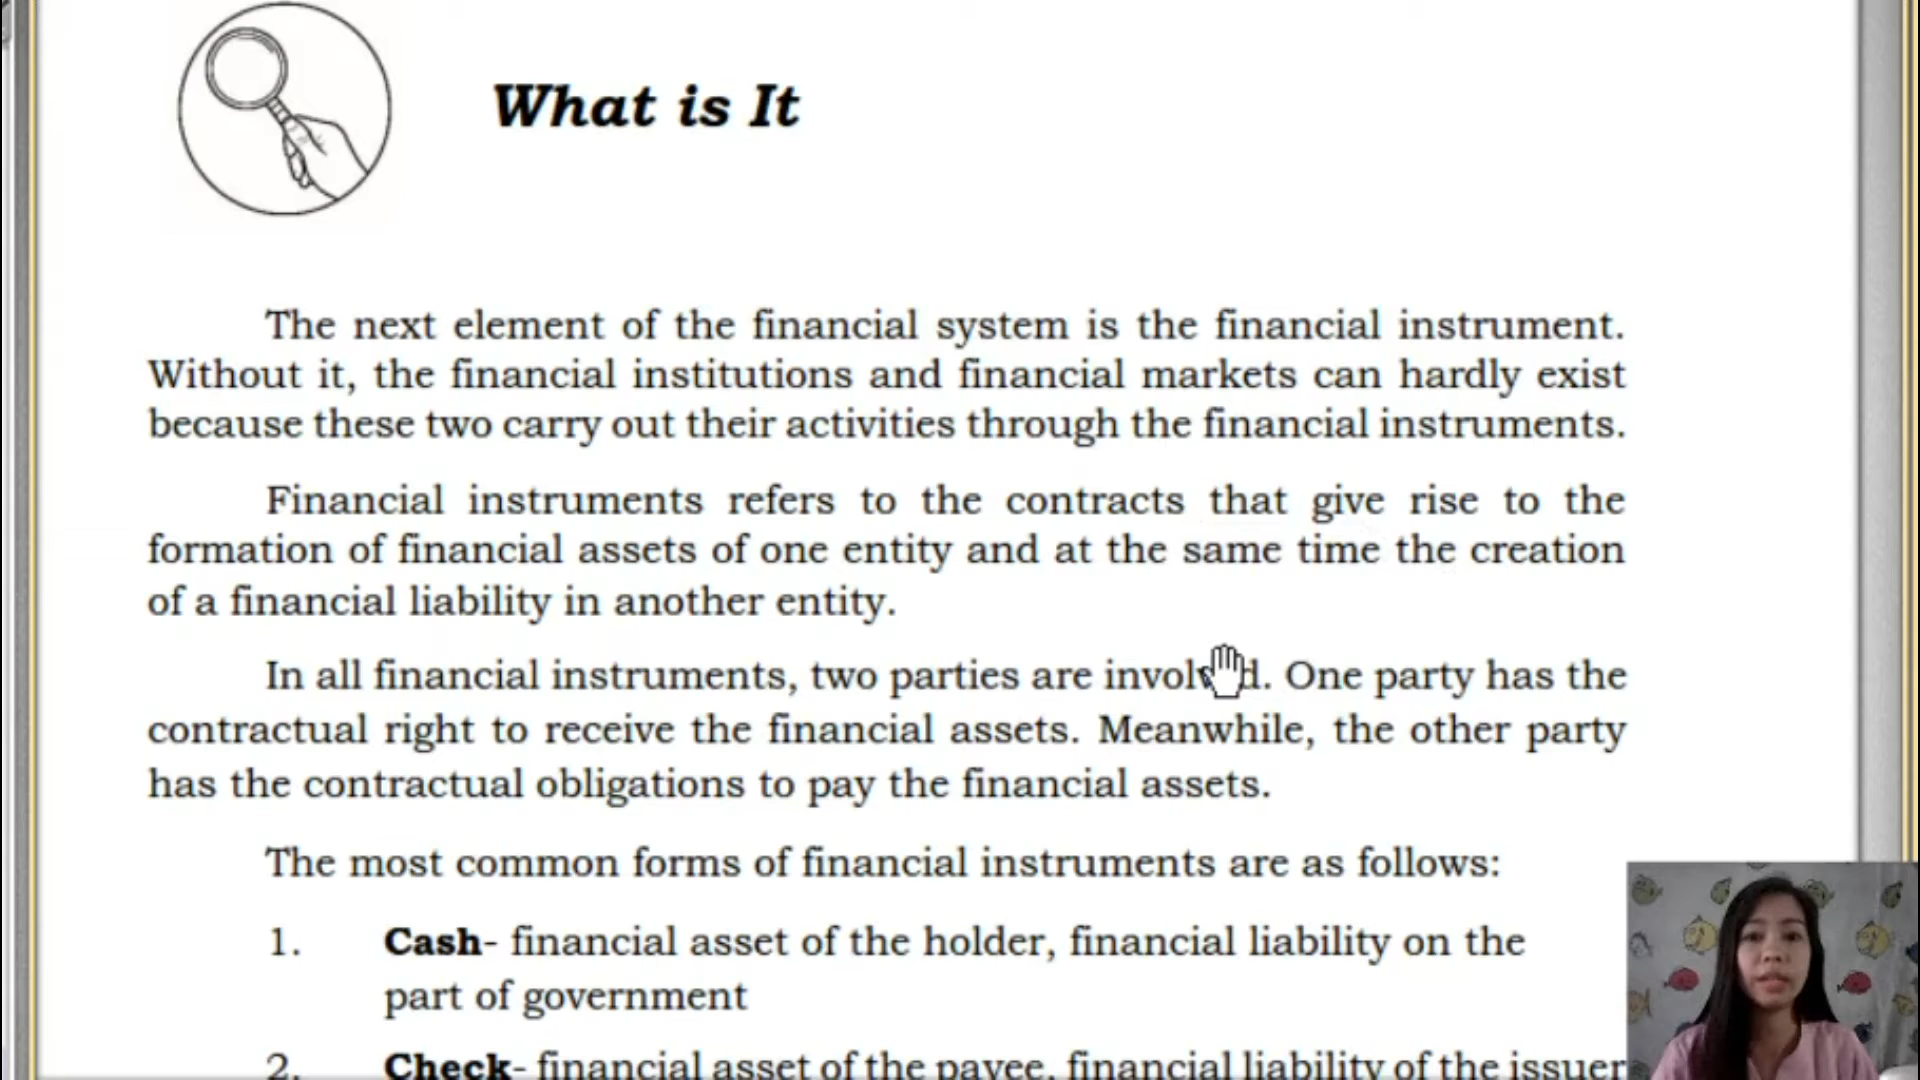 What is It
The next element of the financial system is the financial instrument.
Without it, the financial institutions and financial markets can hardly exist
because these two carry out their activities through the financial instruments.
Financial instruments refers to the contracts that give rise to the
formation of financial assets of one entity and at the same time the creation
of a financial liability in another entity.
In all financial instruments, two parties are involved. One party has the
contractual right to receive the financial assets. Meanwhile, the other party
has the contractual obligations to pay the financial assets.
The most common forms of financial instruments are as follows:
1. Cash- financial asset of the holder, financial liability on the
part of government
2. Check- financial asset of the payee, financial liability of the issuer